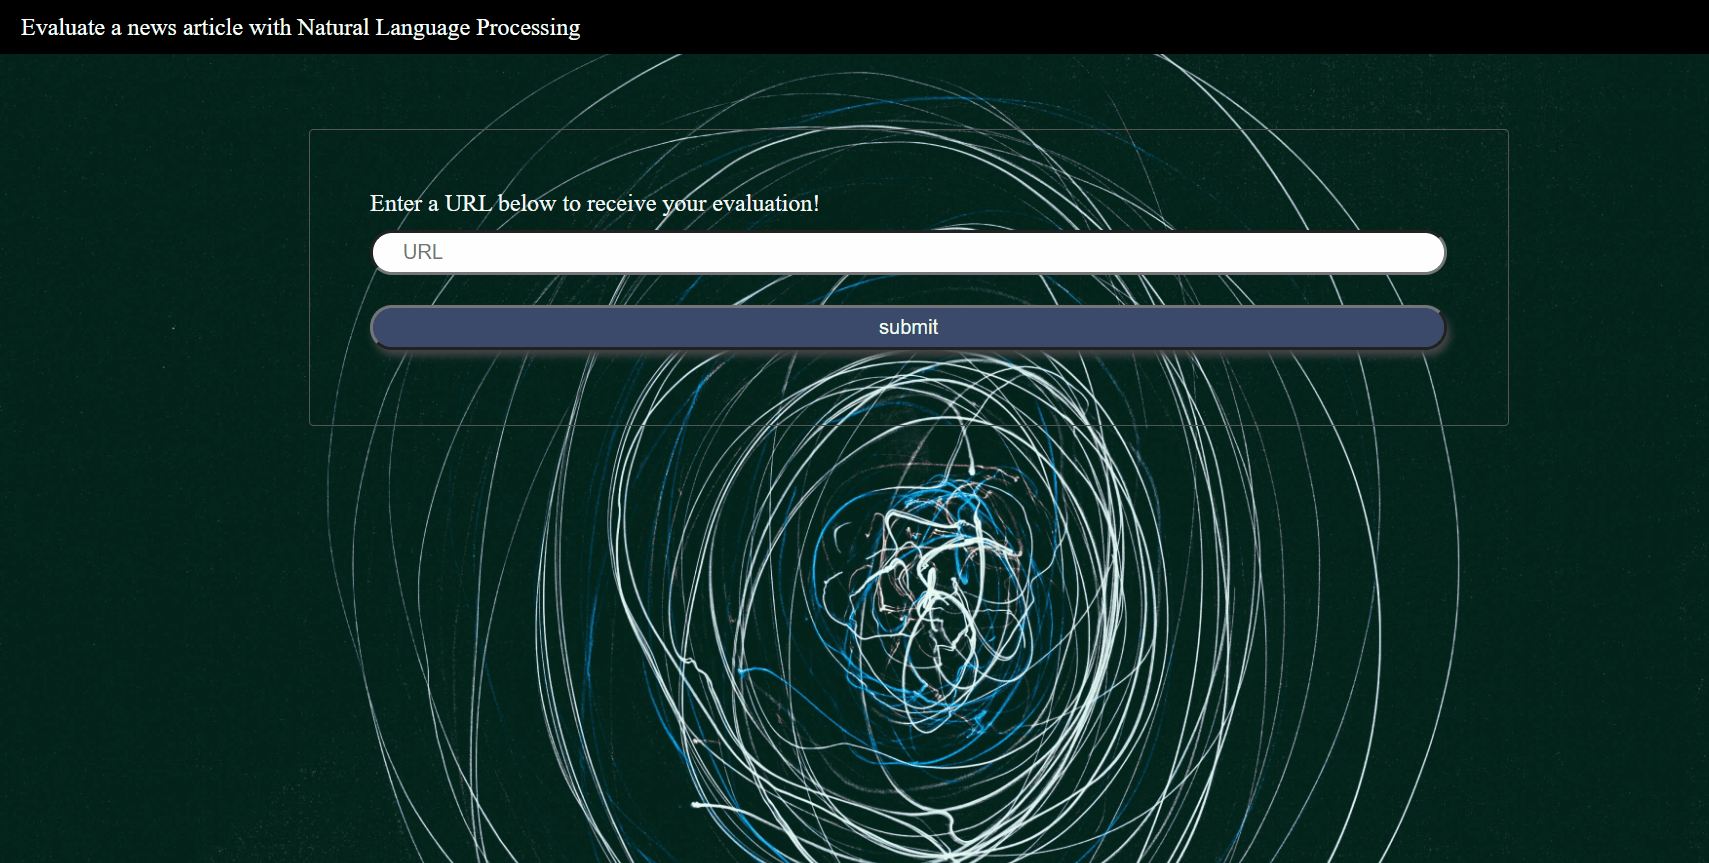 Evaluate a news article with Natural Language Processing
Enter a URL below to receive your evaluation!
URL
submit